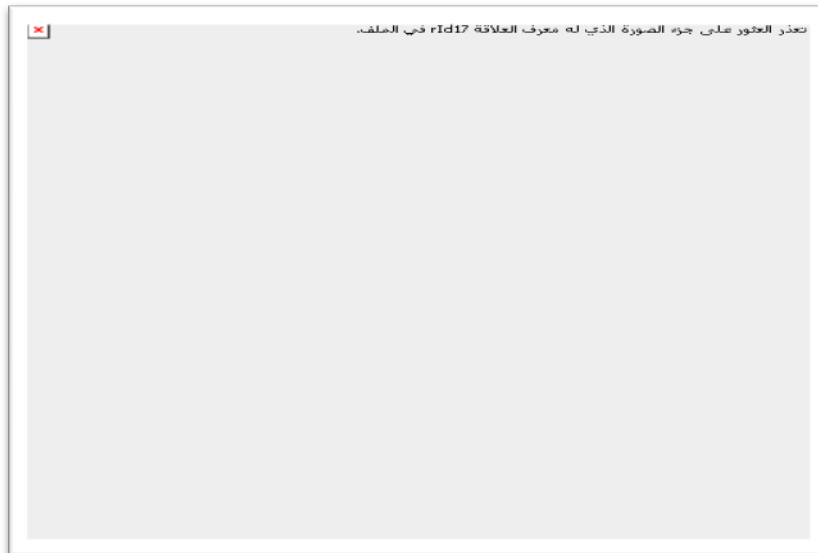 تعذر العثور على جزء الصورة الذي له معرف العلاقة rId17 في الملف.